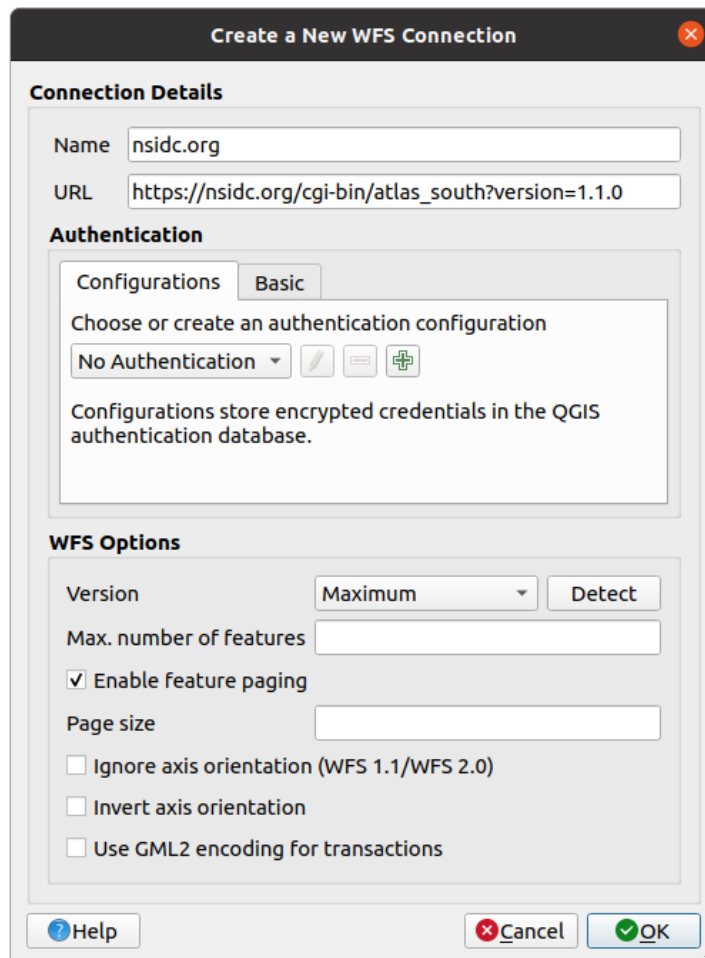 Create a New WFS Connection
Connection Details
Name nsidc.org
URL https://nsidc.org/cgi-bin/atlas_south?version=1.1.0
Authentication
Configurations Basic
Choose or create an authentication configuration
No Authentication
Configurations store encrypted credentials in the QGIS
authentication database.
WFS Options
Version Maximum Detect
Max. number of features
Enable feature paging
Page size
Ignore axis orientation (WFS 1.1/WFS 2.0)
Invert axis orientation
Use GML2 encoding for transactions
Help Cancel OK